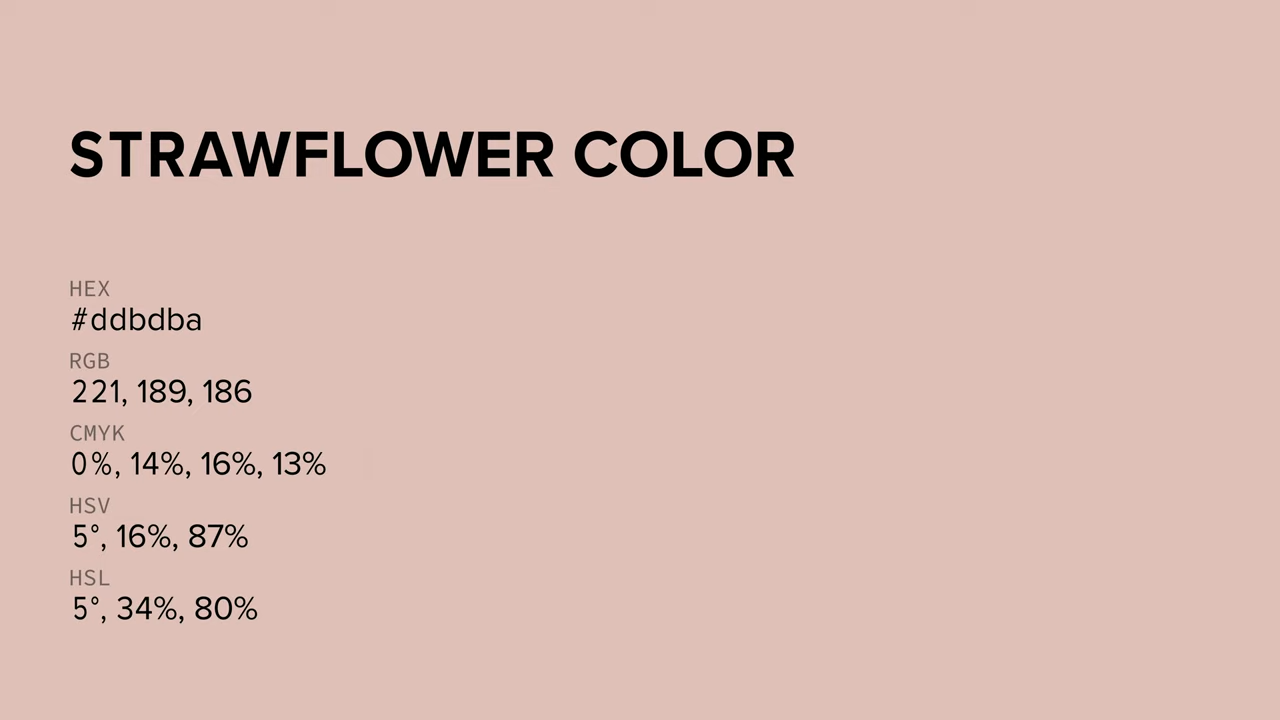 STRAWFLOWER COLOR
HEX
#ddbdba
RGB
221, 189, 186
CMYK
0%, 14%, 16%, 13%
HSV
5°, 16%, 87%
HSL
5°, 34%, 80%